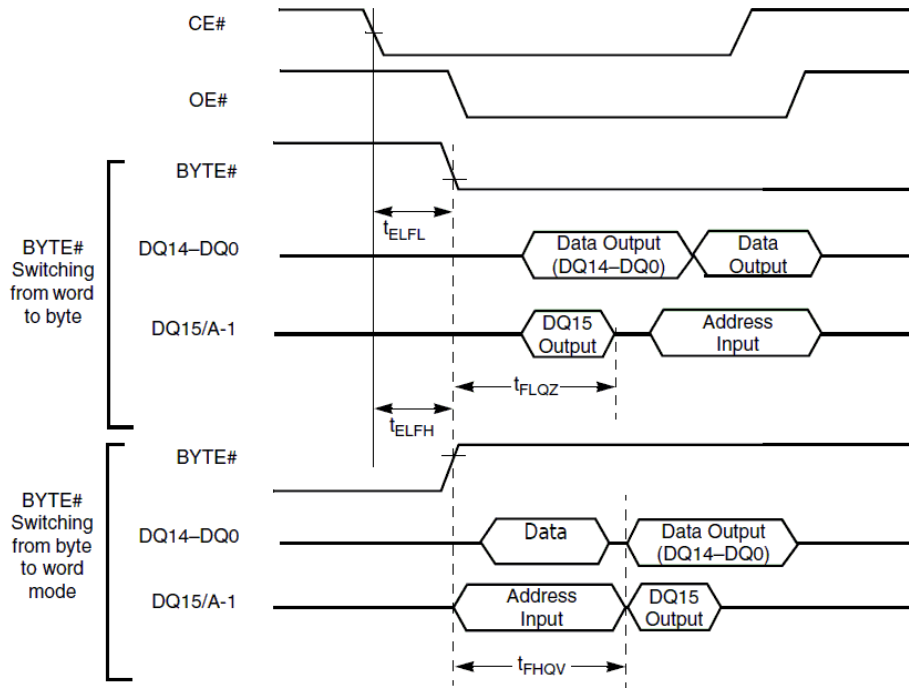 CE#
OE#
BYTE#
tELFL
BYTE#
Switching
from word
to byte
DQ14–DQ0
Data Output
(DQ14–DQ0)
Data
Output
DQ15/A-1
DQ15
Output
Address
Input
tFLQZ
tELFH
BYTE#
BYTE#
Switching
from byte
to word
mode
DQ14–DQ0
Data
Data Output
(DQ14–DQ0)
DQ15/A-1
Address
Input
DQ15
Output
tFHQV